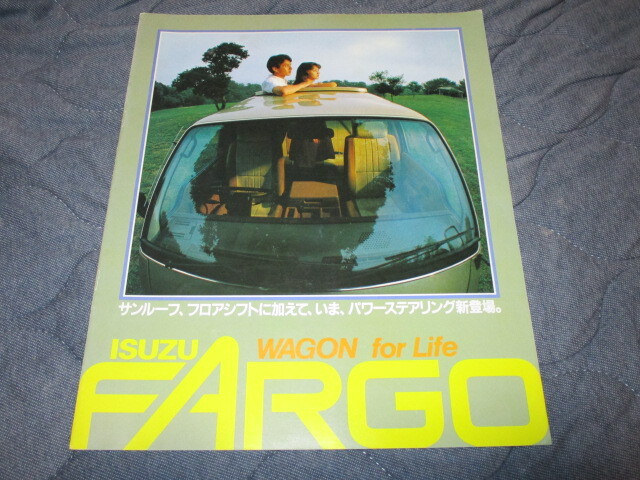 サンルーフ、フロアシフトに加えて、いま、パワーステアリング新登場。
ISUZU WAGON for Life
FARGO